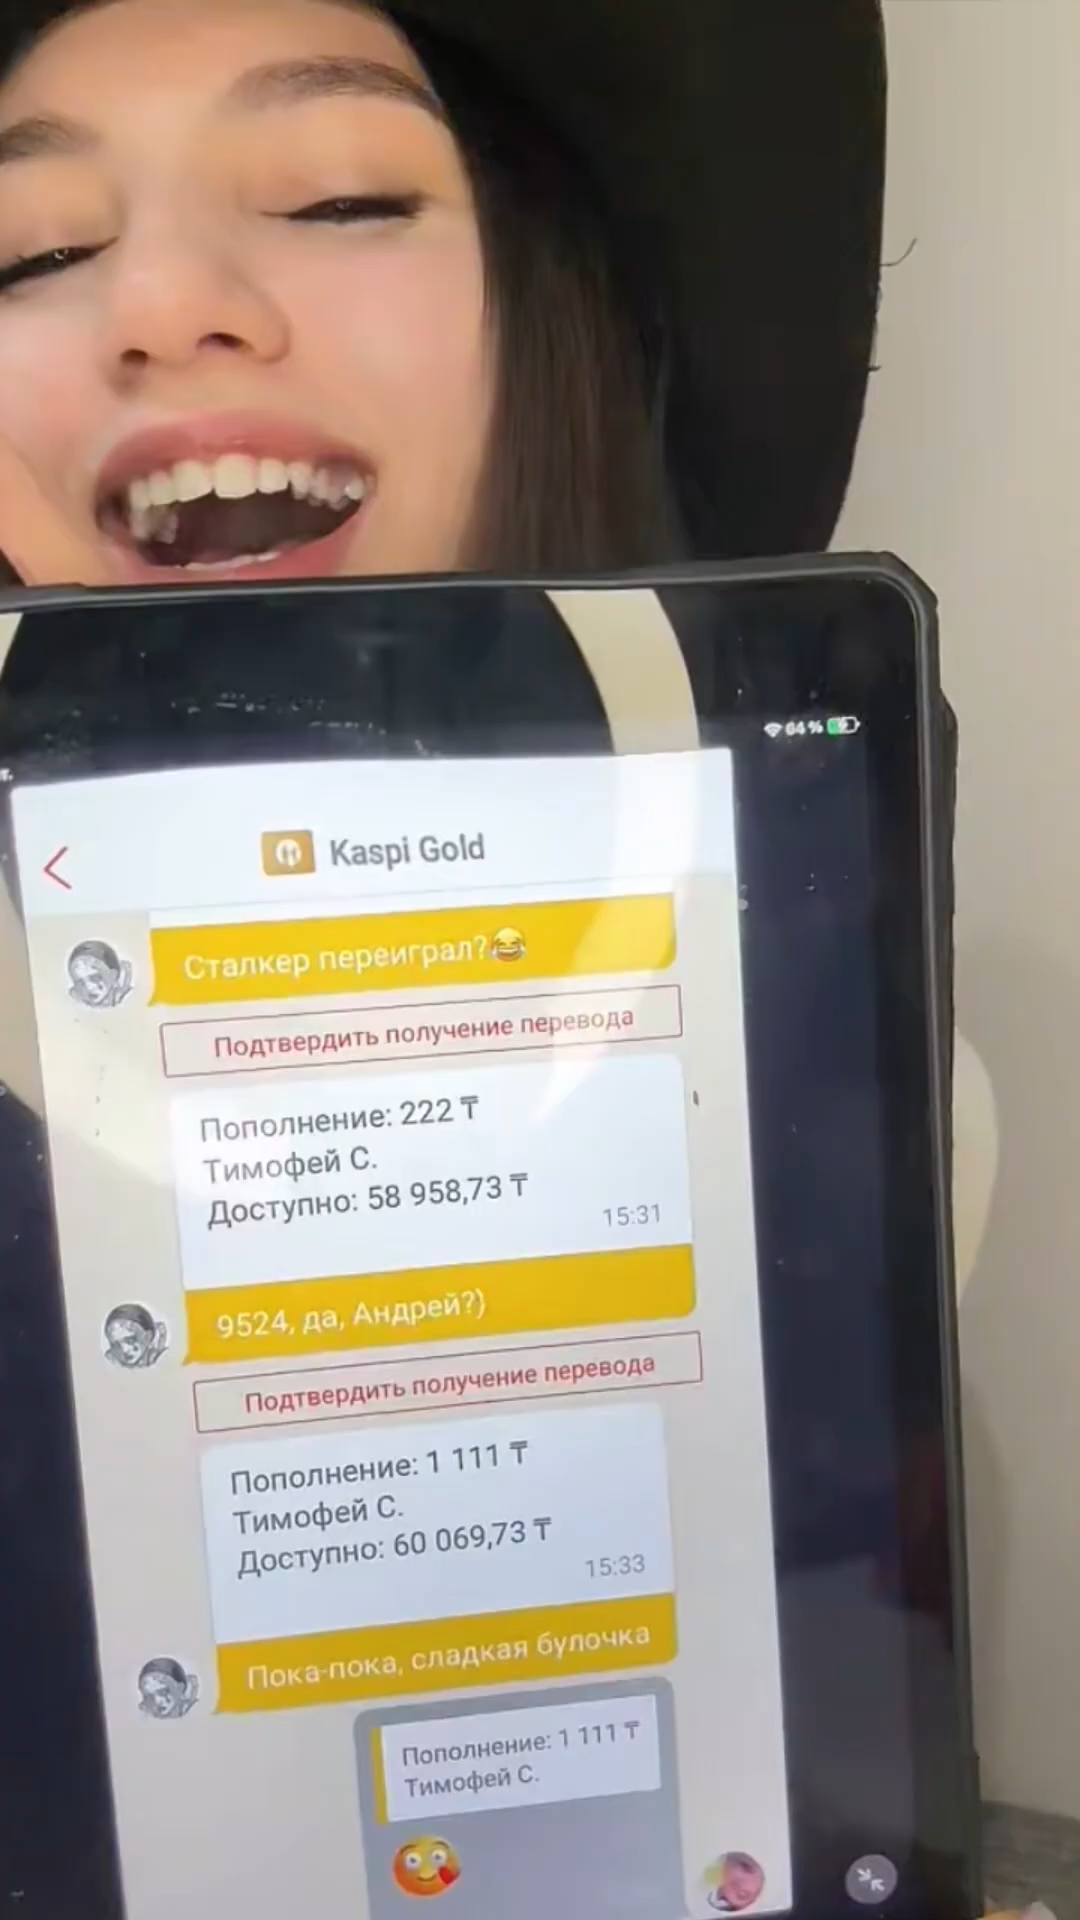 64 %
Kaspi Gold
Сталкер переиграл?😂
Подтвердить получение перевода
Пополнение: 222 ₸
Тимофей С.
Доступно: 58 958,73 ₸
15:31
9524, да, Андрей?)
Подтвердить получение перевода
Пополнение: 1 111 ₸
Тимофей С.
Доступно: 60 069,73 ₸
15:33
Пока-пока, сладкая булочка
Пополнение: 1 111 ₸
Тимофей С.